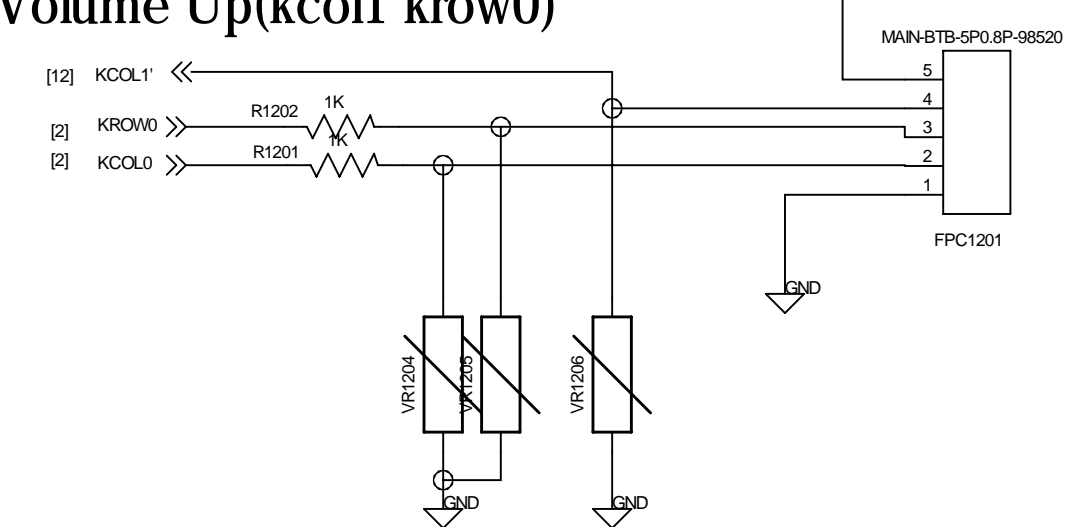 Volume Up(kcol1 krow0)
MAIN-BTB-5P0.8P-98520
[12] KCOL1'
5
4
R1202 1K
[2] KROW0
3
1K
[2] KCOL0 R1201
2
1
FPC1201
GND
VR1204
VR1205
VR1206
GND
GND